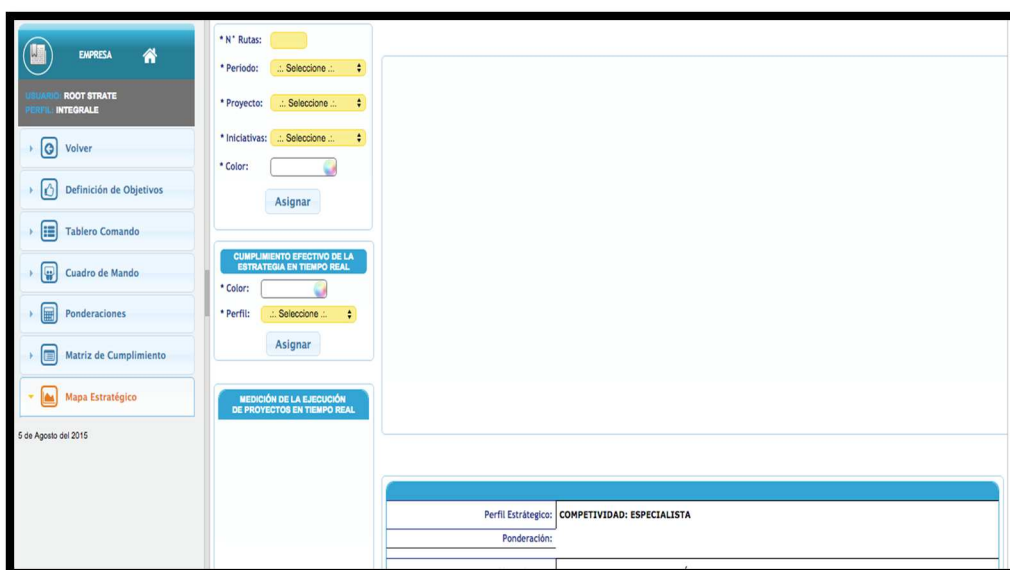 EMPRESA
USUARIO: ROOT STRATE
PERFIL: INTEGRALE
Volver
Definición de Objetivos
Tablero Comando
Cuadro de Mando
Ponderaciones
Matriz de Cumplimiento
Mapa Estratégico
5 de Agosto del 2015
* N° Rutas:
* Periodo: .:. Seleccione .:.
* Proyecto: .:. Seleccione .:.
* Iniciativas: .:. Seleccione .:.
* Color:
Asignar
CUMPLIMIENTO EFECTIVO DE LA
ESTRATEGIA EN TIEMPO REAL
* Color:
* Perfil: .:. Seleccione .:.
Asignar
MEDICIÓN DE LA EJECUCIÓN
DE PROYECTOS EN TIEMPO REAL
Perfil Estrátegico: COMPETIVIDAD: ESPECIALISTA
Ponderación: